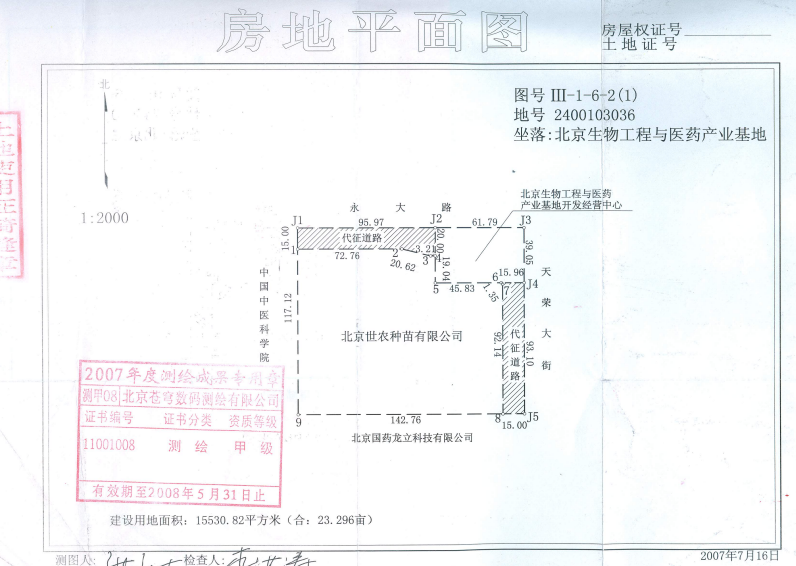 房地平面图
房屋权证号
土地证号
北
图号 III-1-6-2(1)
地号 2400103036
坐落:北京生物工程与医药产业基地
1:2000
北京生物工程与医药
产业基地开发经营中心
永大路
J1
95.97
J2
61.79
J3
15.00
代征道路
20.00
39.05
1
72.76
2
3.21
3
4
20.62
19.04
15.96
天荣大街
5
45.83
6
7
J4
1.35
中国中医科学院
117.12
北京世农种苗有限公司
92.14
代征道路
93.10
9
142.76
8
J5
15.00
北京国药龙立科技有限公司
2007年度测绘成果专用章
测甲08 北京苍穹数码测绘有限公司
证书编号 证书分类 资质等级
11001008 测绘 甲级
有效期至2008年5月31日止
建设用地面积: 15530.82平方米（合: 23.296亩）
测图人:
检查人:
2007年7月16日